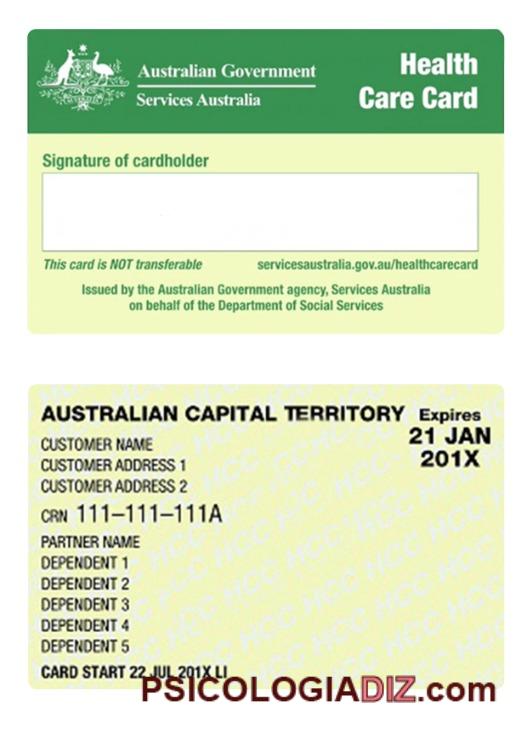 Australian Government
Services Australia
Health
Care Card
Signature of cardholder
This card is NOT transferable servicesaustralia.gov.au/healthcarecard
Issued by the Australian Government agency, Services Australia
on behalf of the Department of Social Services
AUSTRALIAN CAPITAL TERRITORY Expires
21 JAN
201X
CUSTOMER NAME
CUSTOMER ADDRESS 1
CUSTOMER ADDRESS 2
CRN 111-111-111A
PARTNER NAME
DEPENDENT 1
DEPENDENT 2
DEPENDENT 3
DEPENDENT 4
DEPENDENT 5
CARD START 22 JUL 201X LI
PSICOLOGIADIZ.com